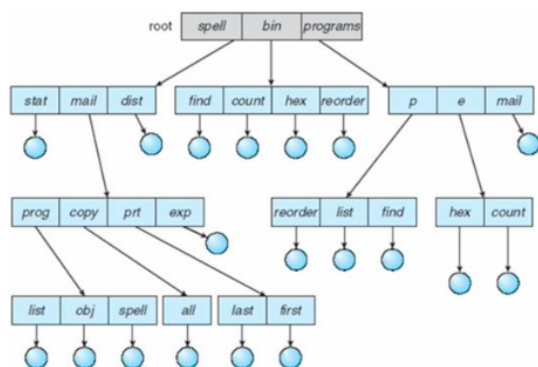 root spell bin programs
stat mail dist find count hex reorder p e mail
prog copy prt exp reorder list find hex count
list obj spell all last first